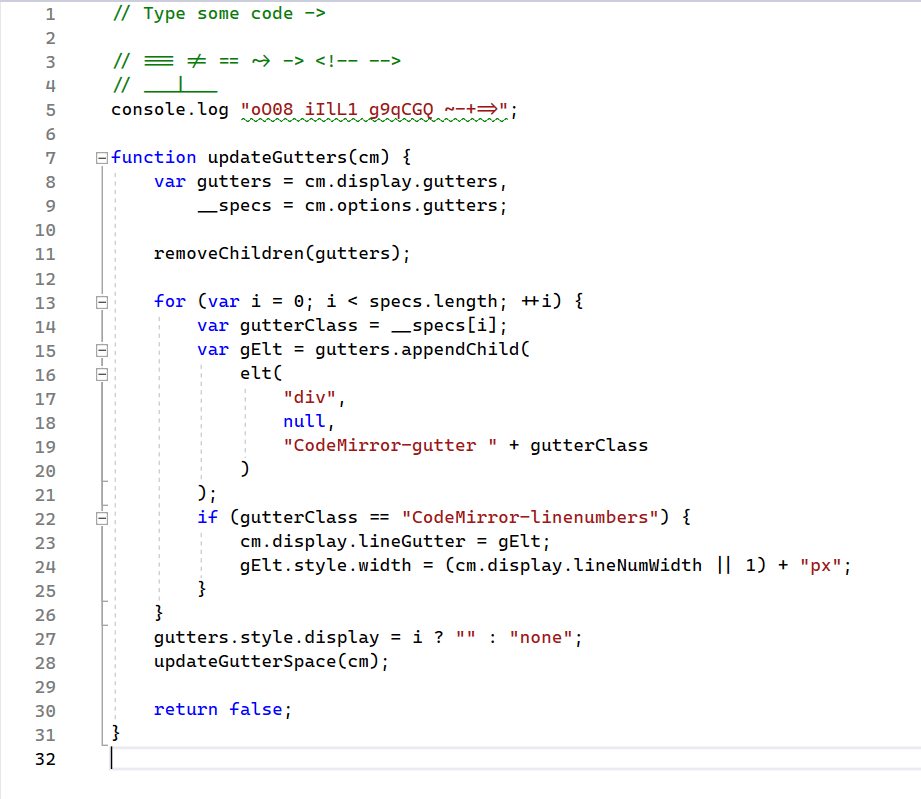 1 // Type some code ->
2
3 // === != == ~> -> <!-- -->
4 // ___|___
5 console.log "oO08 iIlL1 g9qCGQ ~-+=>";
6
7 function updateGutters(cm) {
8     var gutters = cm.display.gutters,
9         __specs = cm.options.gutters;
10
11     removeChildren(gutters);
12
13     for (var i = 0; i < specs.length; ++i) {
14         var gutterClass = __specs[i];
15         var gElt = gutters.appendChild(
16             elt(
17                 "div",
18                 null,
19                 "CodeMirror-gutter " + gutterClass
20             )
21         );
22         if (gutterClass == "CodeMirror-linenumbers") {
23             cm.display.lineGutter = gElt;
24             gElt.style.width = (cm.display.lineNumWidth || 1) + "px";
25         }
26     }
27     gutters.style.display = i ? "" : "none";
28     updateGutterSpace(cm);
29
30     return false;
31 }
32